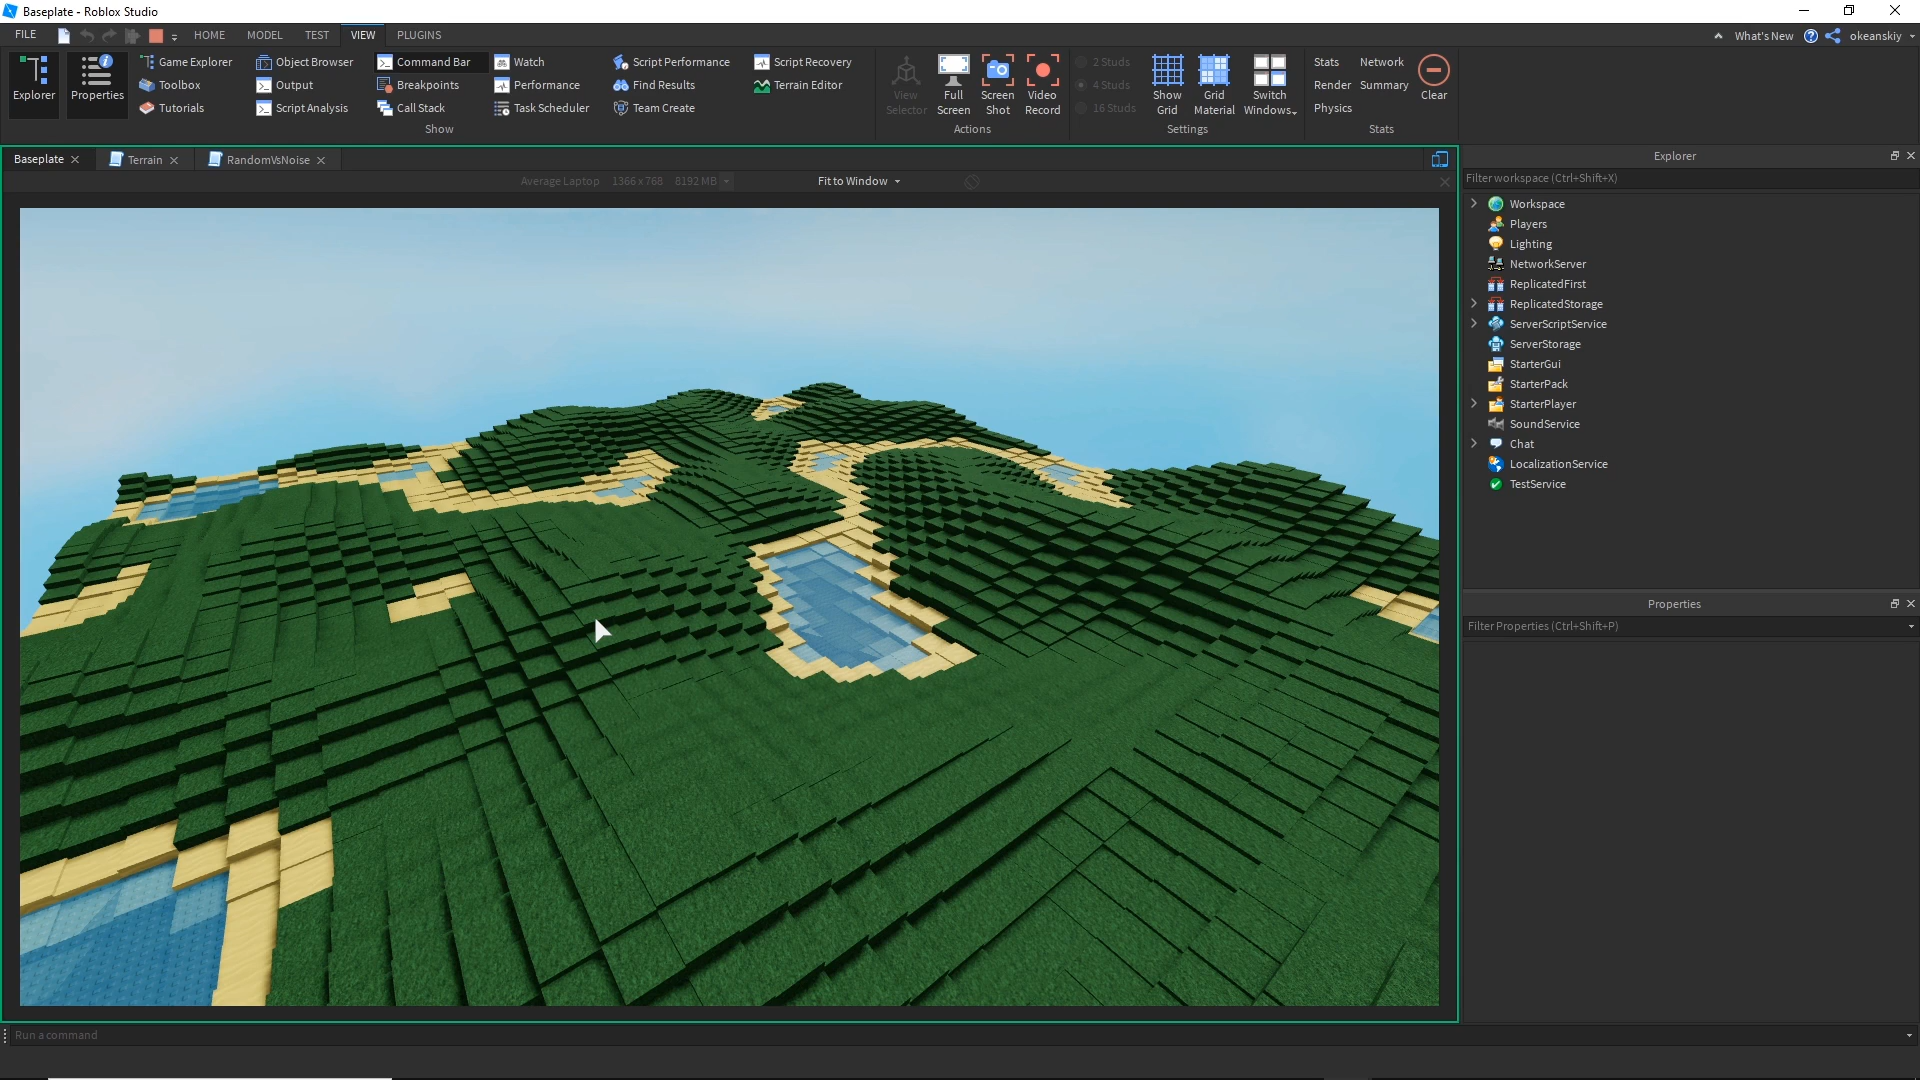 Baseplate - Roblox Studio
FILE HOME MODEL TEST VIEW PLUGINS What's New okeanskiy
Explorer
Properties
Game Explorer
Toolbox
Tutorials
Object Browser
Output
Script Analysis
Command Bar
Breakpoints
Call Stack
Watch
Performance
Task Scheduler
Script Performance
Find Results
Team Create
Script Recovery
Terrain Editor
Show
View
Selector
Full
Screen
Screen
Shot
Video
Record
Actions
2 Studs
4 Studs
16 Studs
Show
Grid
Grid
Material
Switch
Windows
Settings
Stats
Render
Physics
Network
Summary
Clear
Stats
Baseplate Terrain RandomVsNoise
Average Laptop 1366 x 768 8192 MB Fit to Window
Explorer
Filter workspace (Ctrl+Shift+X)
Workspace
Players
Lighting
NetworkServer
ReplicatedFirst
ReplicatedStorage
ServerScriptService
ServerStorage
StarterGui
StarterPack
StarterPlayer
SoundService
Chat
LocalizationService
TestService
Properties
Filter Properties (Ctrl+Shift+P)
Run a command